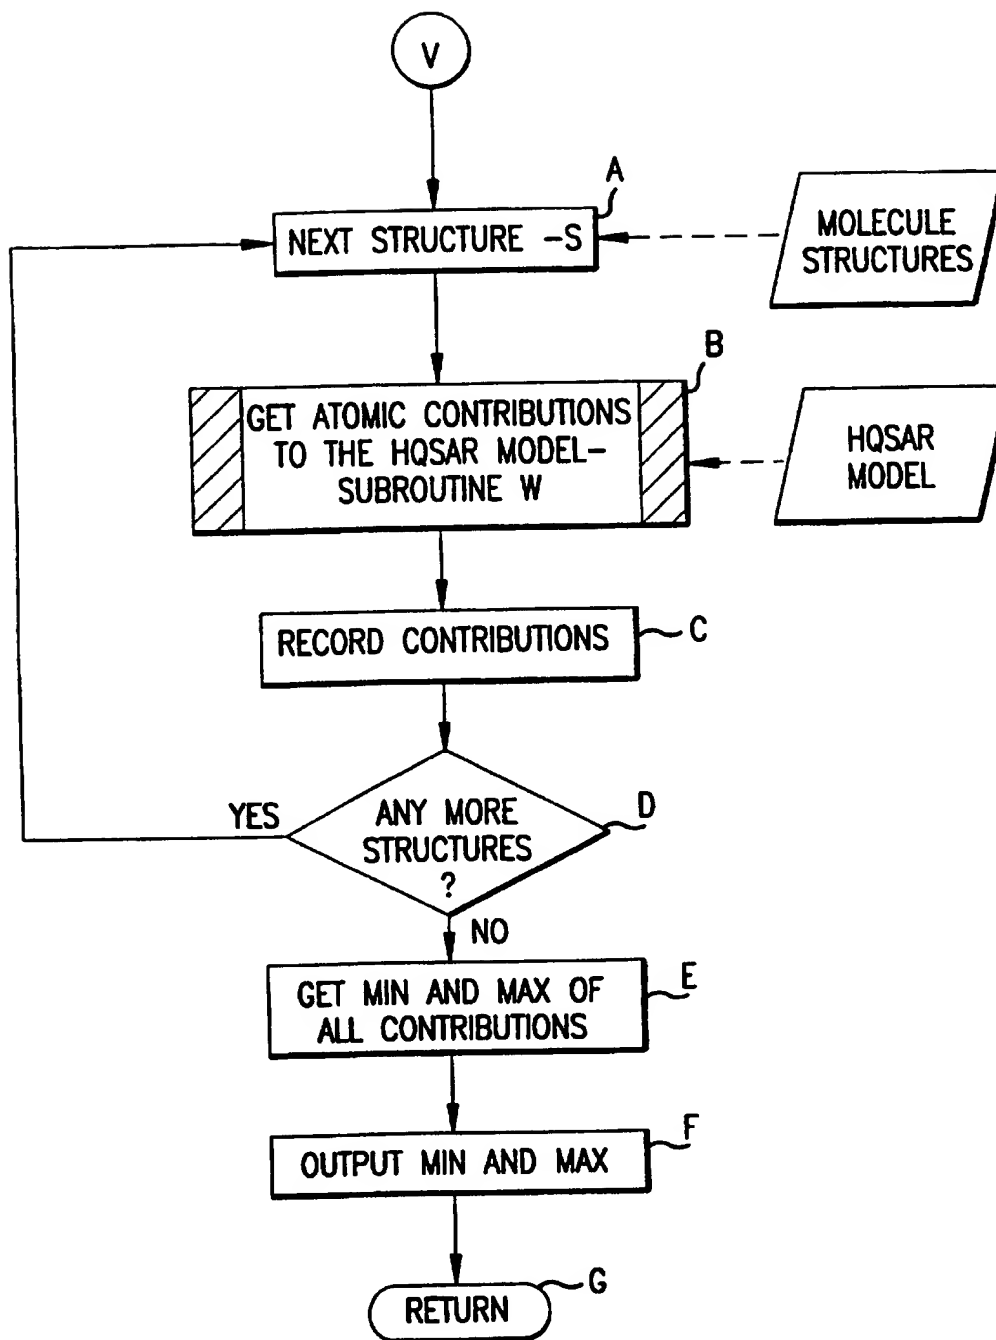 V
A
NEXT STRUCTURE -S
MOLECULE
STRUCTURES
B
GET ATOMIC CONTRIBUTIONS
TO THE HQSAR MODEL-
SUBROUTINE W
HQSAR
MODEL
RECORD CONTRIBUTIONS
C
YES
ANY MORE
STRUCTURES
?
D
NO
GET MIN AND MAX OF
ALL CONTRIBUTIONS
E
OUTPUT MIN AND MAX
F
RETURN
G